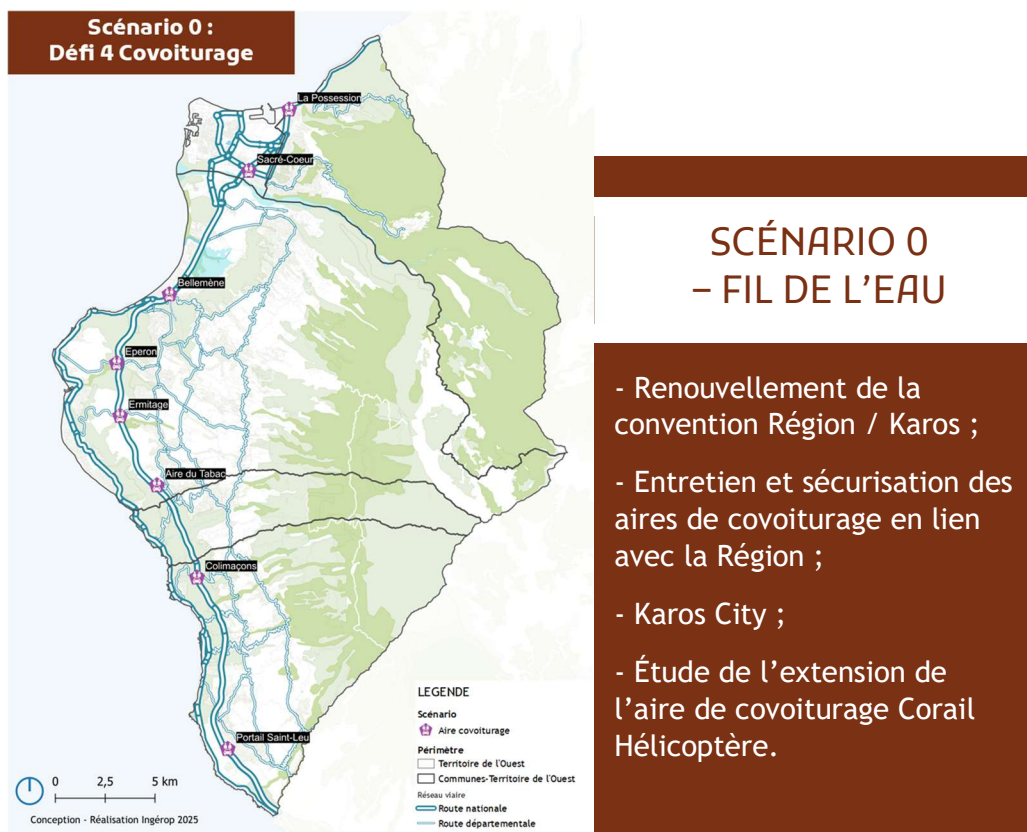 Scénario 0 :
Défi 4 Covoiturage
La Possession
Sacré-Coeur
Bellemène
Eperon
Ermitage
Aire du Tabac
Colimaçons
Portail Saint-Leu
0 2,5 5 km
Conception - Réalisation Ingérop 2025
LEGENDE
Scénario
Aire covoiturage
Périmètre
Territoire de l'Ouest
Communes-Territoire de l'Ouest
Réseau viaire
Route nationale
Route départementale
SCÉNARIO 0
– FIL DE L’EAU
- Renouvellement de la
convention Région / Karos ;
- Entretien et sécurisation des
aires de covoiturage en lien
avec la Région ;
- Karos City ;
- Étude de l’extension de
l’aire de covoiturage Corail
Hélicoptère.